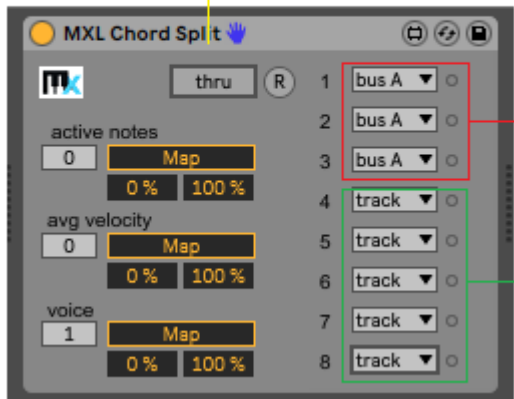 MXL Chord Split
mx
thru R
active notes
0 Map
0 % 100 %
avg velocity
0 Map
0 % 100 %
voice
1 Map
0 % 100 %
1 bus A
2 bus A
3 bus A
4 track
5 track
6 track
7 track
8 track